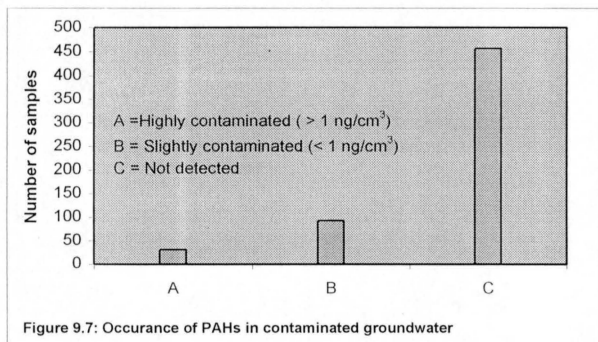 500
450
400
350
300
250
200
150
100
50
0
Number of samples
A =Highly contaminated ( > 1 ng/cm³)
B = Slightly contaminated (< 1 ng/cm³)
C = Not detected
A B C
Figure 9.7: Occurance of PAHs in contaminated groundwater